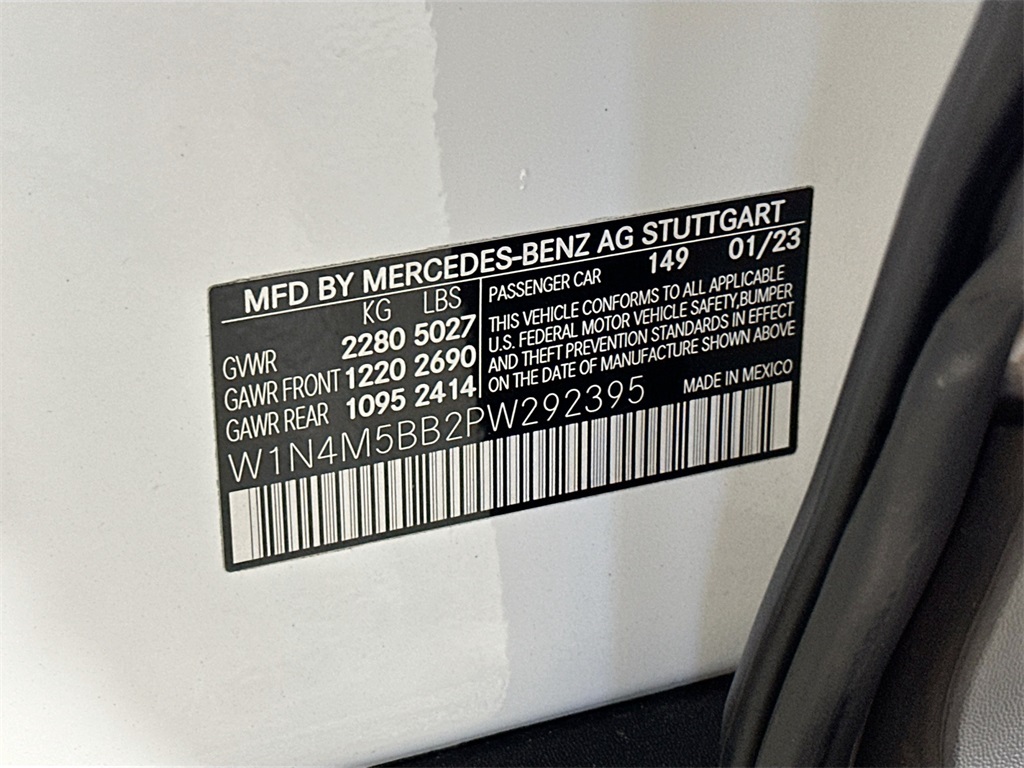 MFD BY MERCEDES-BENZ AG STUTTGART
KG LBS
GVWR 2280 5027
GAWR FRONT 1220 2690
GAWR REAR 1095 2414
PASSENGER CAR 149 01/23
THIS VEHICLE CONFORMS TO ALL APPLICABLE
U.S. FEDERAL MOTOR VEHICLE SAFETY,BUMPER
AND THEFT PREVENTION STANDARDS IN EFFECT
ON THE DATE OF MANUFACTURE SHOWN ABOVE
W1N4M5BB2PW292395
MADE IN MEXICO